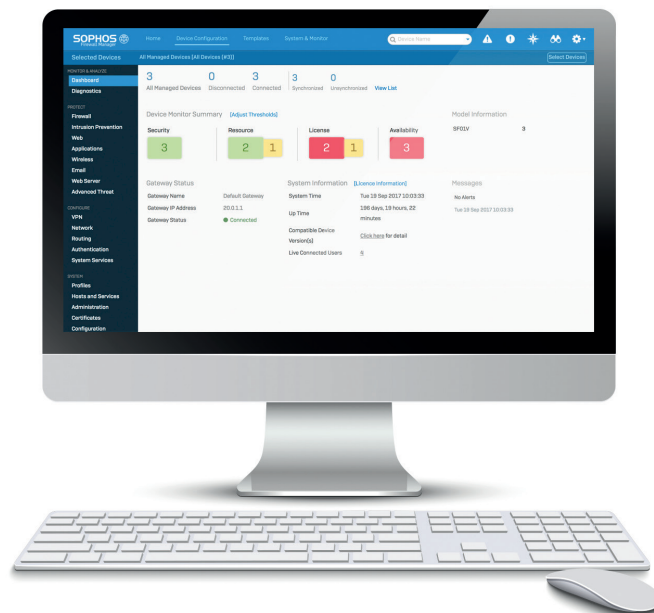 SOPHOS
Firewall Manager
Home Device Configuration Templates System & Monitor
Device Name
Selected Devices
All Managed Devices [All Devices (#3)]
Select Devices
MONITOR & ANALYZE
Dashboard
Diagnostics
PROTECT
Firewall
Intrusion Prevention
Web
Applications
Wireless
Email
Web Server
Advanced Threat
CONFIGURE
VPN
Network
Routing
Authentication
System Services
SYSTEM
Profiles
Hosts and Services
Administration
Certificates
Configuration
3 0 3 3 0
All Managed Devices Disconnected Connected Synchronized Unsynchronized View List
Device Monitor Summary [Adjust Thresholds]
Security Resource License Availability
3 2 1 2 1 3
Model Information
SF01V 3
Gateway Status
Gateway Name Default Gateway
Gateway IP Address 20.0.1.1
Gateway Status Connected
System Information [Licence Information]
System Time Tue 19 Sep 2017 10:03:33
Up Time 196 days, 19 hours, 22
minutes
Compatible Device
Version(s) Click here for detail
Live Connected Users
Messages
No Alerts
Tue 19 Sep 2017 10:03:33